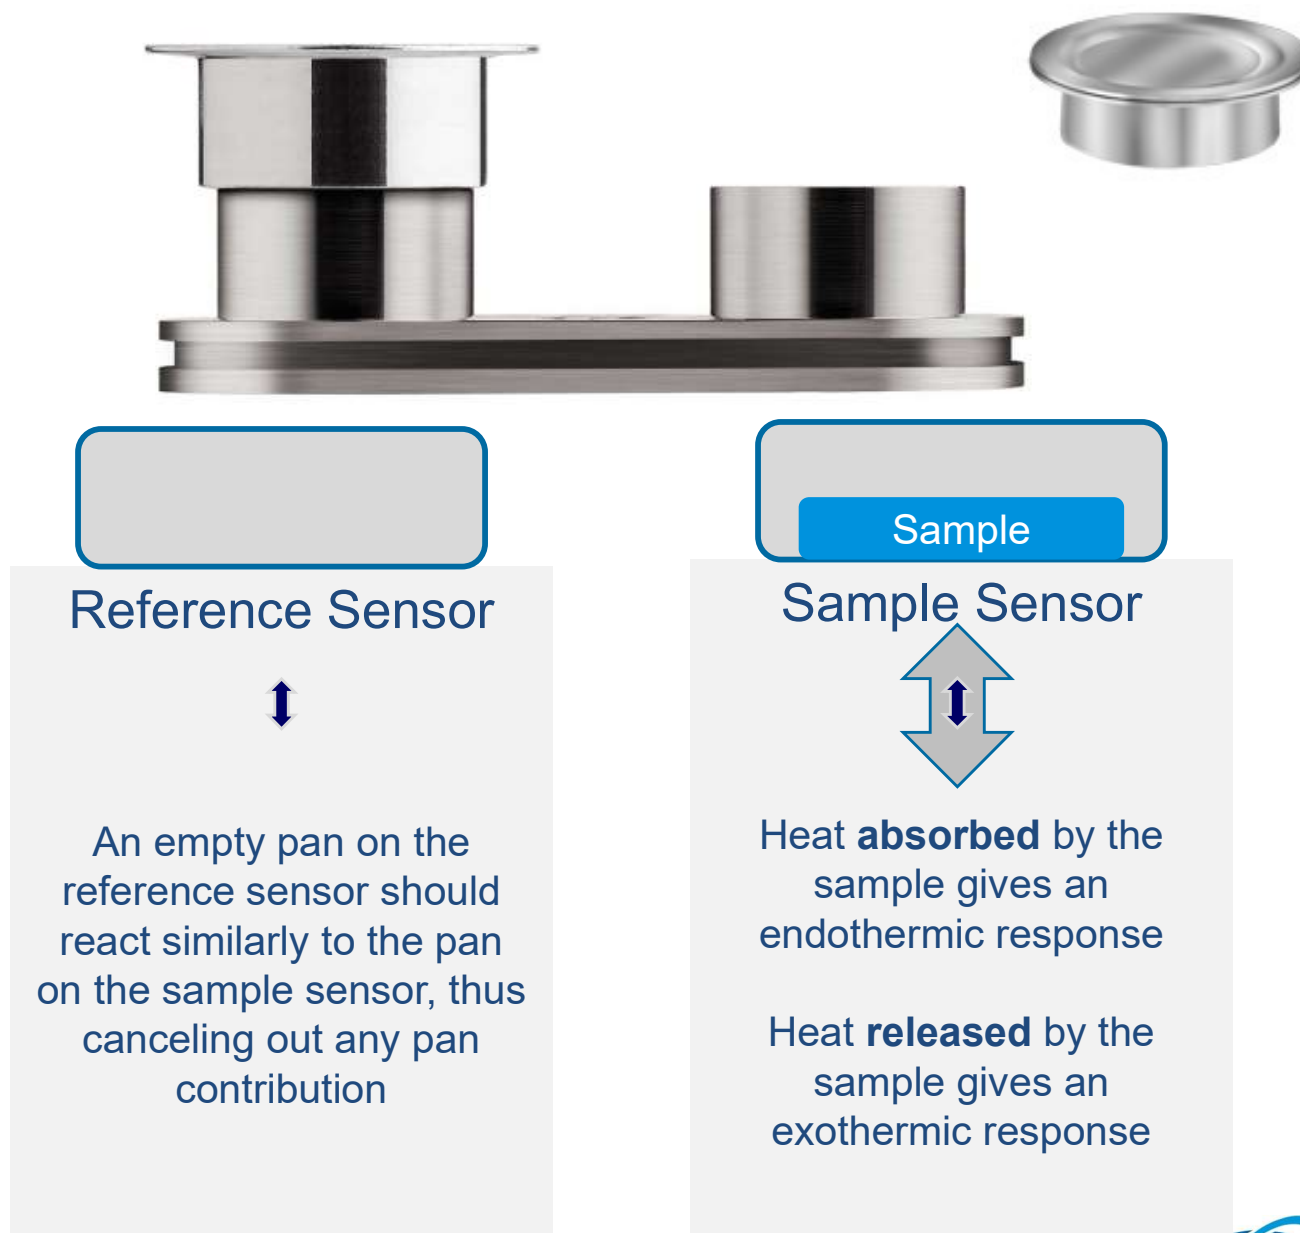 Sample
Reference Sensor
An empty pan on the
reference sensor should
react similarly to the pan
on the sample sensor, thus
canceling out any pan
contribution
Sample Sensor
Heat absorbed by the
sample gives an
endothermic response
Heat released by the
sample gives an
exothermic response